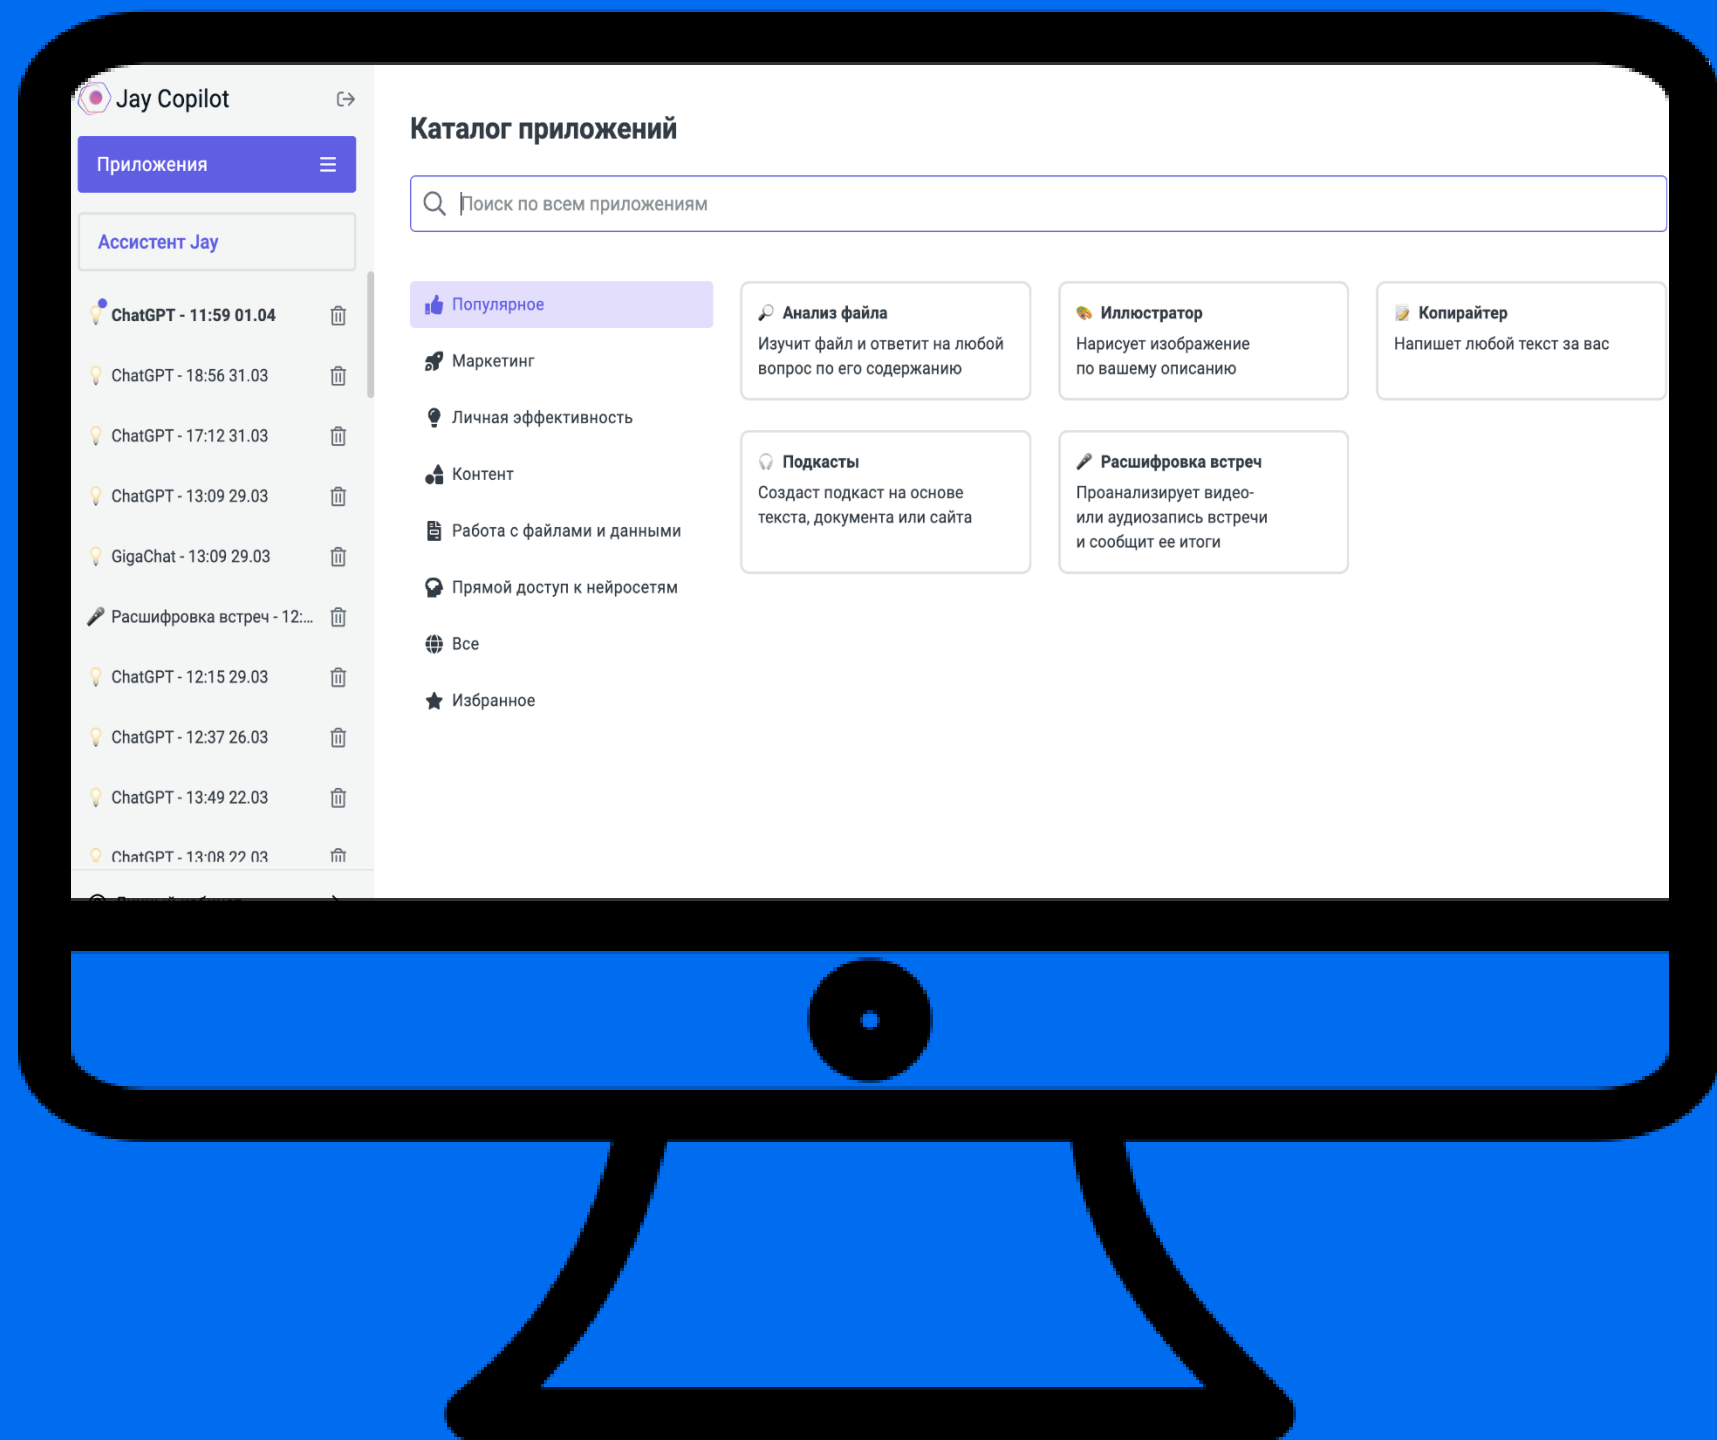 Jay Copilot
Приложения
Ассистент Jay
ChatGPT - 11:59 01.04
ChatGPT - 18:56 31.03
ChatGPT - 17:12 31.03
ChatGPT - 13:09 29.03
GigaChat - 13:09 29.03
Расшифровка встреч - 12:...
ChatGPT - 12:15 29.03
ChatGPT - 12:37 26.03
ChatGPT - 13:49 22.03
ChatGPT - 13:08 22.03
Каталог приложений
Поиск по всем приложениям
Популярное
Маркетинг
Личная эффективность
Контент
Работа с файлами и данными
Прямой доступ к нейросетям
Все
Избранное
Анализ файла
Изучит файл и ответит на любой
вопрос по его содержанию
Иллюстратор
Нарисует изображение
по вашему описанию
Копирайтер
Напишет любой текст за вас
Подкасты
Создаст подкаст на основе
текста, документа или сайта
Расшифровка встреч
Проанализирует видео-
или аудиозапись встречи
и сообщит ее итоги